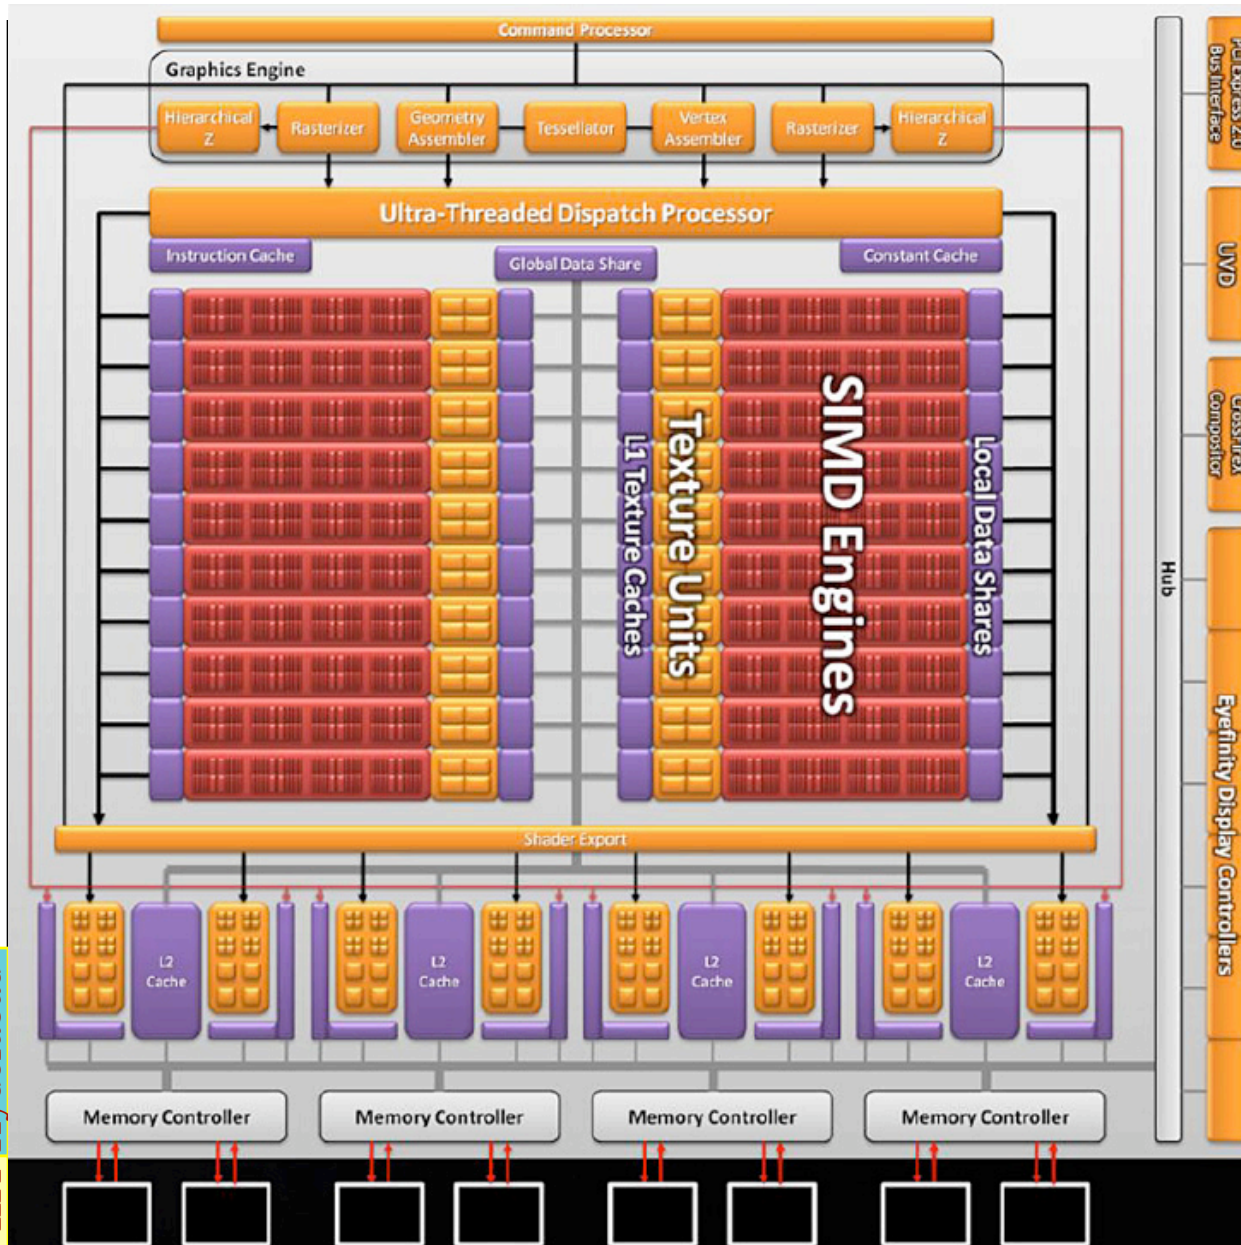 Command Processor
Graphics Engine
Hierarchical
Z
Rasterizer
Geometry
Assembler
Tessellator
Vertex
Assembler
Rasterizer
Hierarchical
Z
Ultra-Threaded Dispatch Processor
Instruction Cache
Global Data Share
Constant Cache
L1 Texture Caches
Texture Units
SIMD Engines
Local Data Shares
Shader Export
L2
Cache
L2
Cache
L2
Cache
L2
Cache
Memory Controller
Memory Controller
Memory Controller
Memory Controller
Hub
PCI Express 2.0
Bus Interface
UVD
CrossFireX
Compositor
Eyefinity Display Controllers